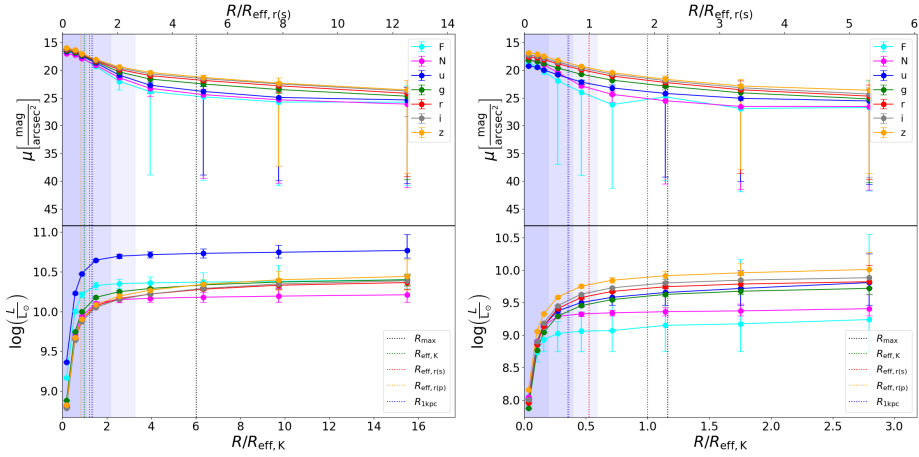 R/R_eff,r(s)
0 2 4 6 8 10 12 14
15
20
25
30
35
40
45
μ[mag/arcsec²]
F
N
u
g
r
i
z
11.0
10.5
10.0
9.0
log(L/L⊙)
R_max
R_eff,K
R_eff,r(s)
R_eff,r(p)
R_1kpc
0 2 4 6 8 10 12 14 16
R/R_eff,K
R/R_eff,r(s)
0 1 2 3 4 5 6
15
20
25
30
35
40
45
μ[mag/arcsec²]
F
N
u
g
r
i
z
10.5
10.0
9.5
9.0
8.5
8.0
log(L/L⊙)
R_max
R_eff,K
R_eff,r(s)
R_eff,r(p)
R_1kpc
0.0 0.5 1.0 1.5 2.0 2.5 3.0
R/R_eff,K